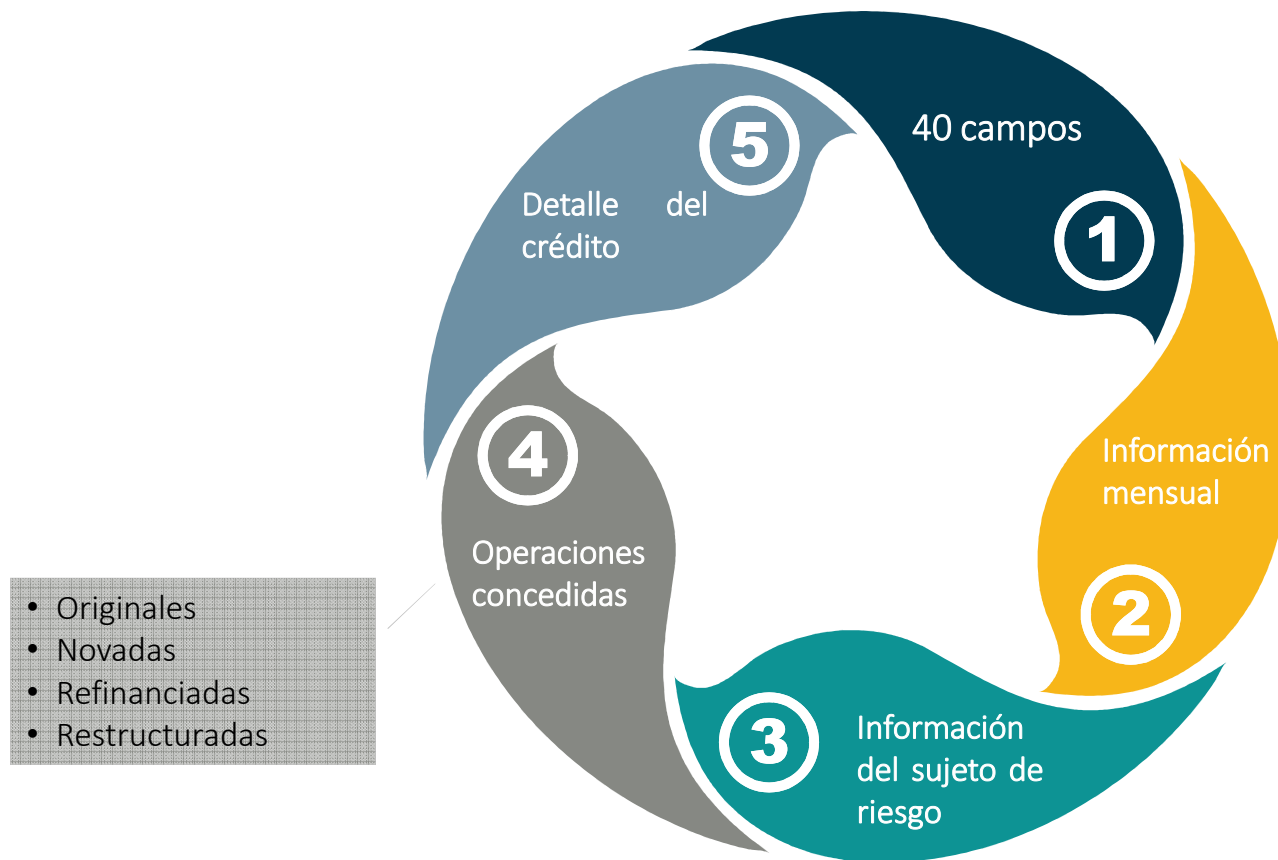 40 campos
1
Información
mensual
2
Información
del sujeto de
riesgo
3
Operaciones
concedidas
4
• Originales
• Novadas
• Refinanciadas
• Restructuradas
Detalle del
crédito
5